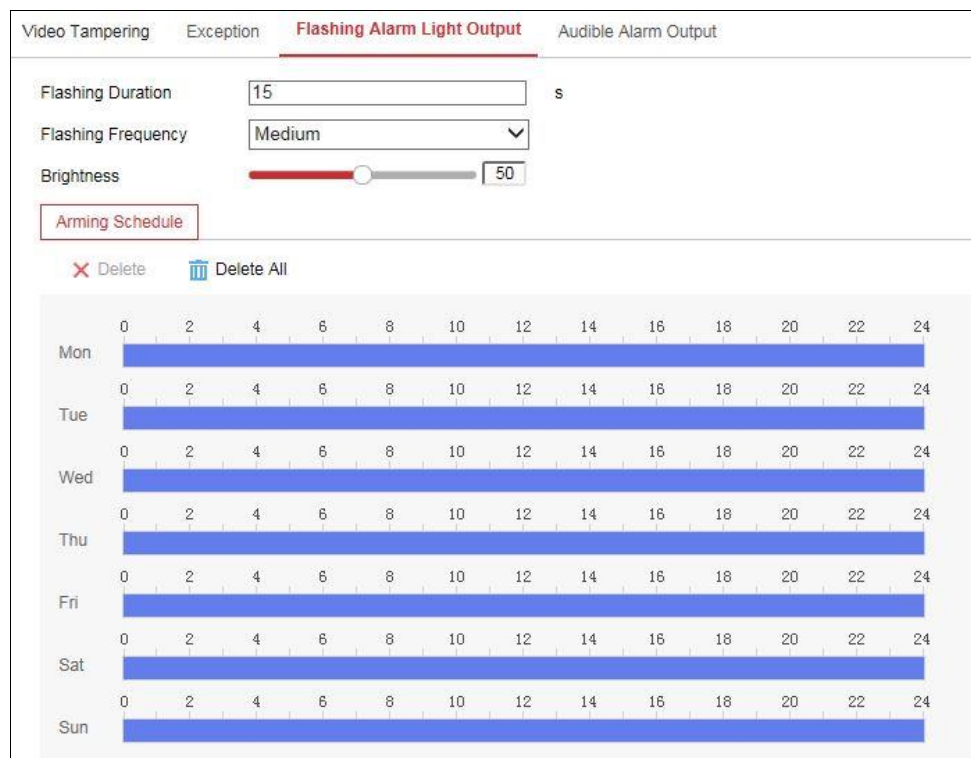 Video Tampering Exception Flashing Alarm Light Output Audible Alarm Output
Flashing Duration 15 s
Flashing Frequency Medium
Brightness 50
Arming Schedule
Delete Delete All
0 2 4 6 8 10 12 14 16 18 20 22 24
Mon
0 2 4 6 8 10 12 14 16 18 20 22 24
Tue
0 2 4 6 8 10 12 14 16 18 20 22 24
Wed
0 2 4 6 8 10 12 14 16 18 20 22 24
Thu
0 2 4 6 8 10 12 14 16 18 20 22 24
Fri
0 2 4 6 8 10 12 14 16 18 20 22 24
Sat
0 2 4 6 8 10 12 14 16 18 20 22 24
Sun